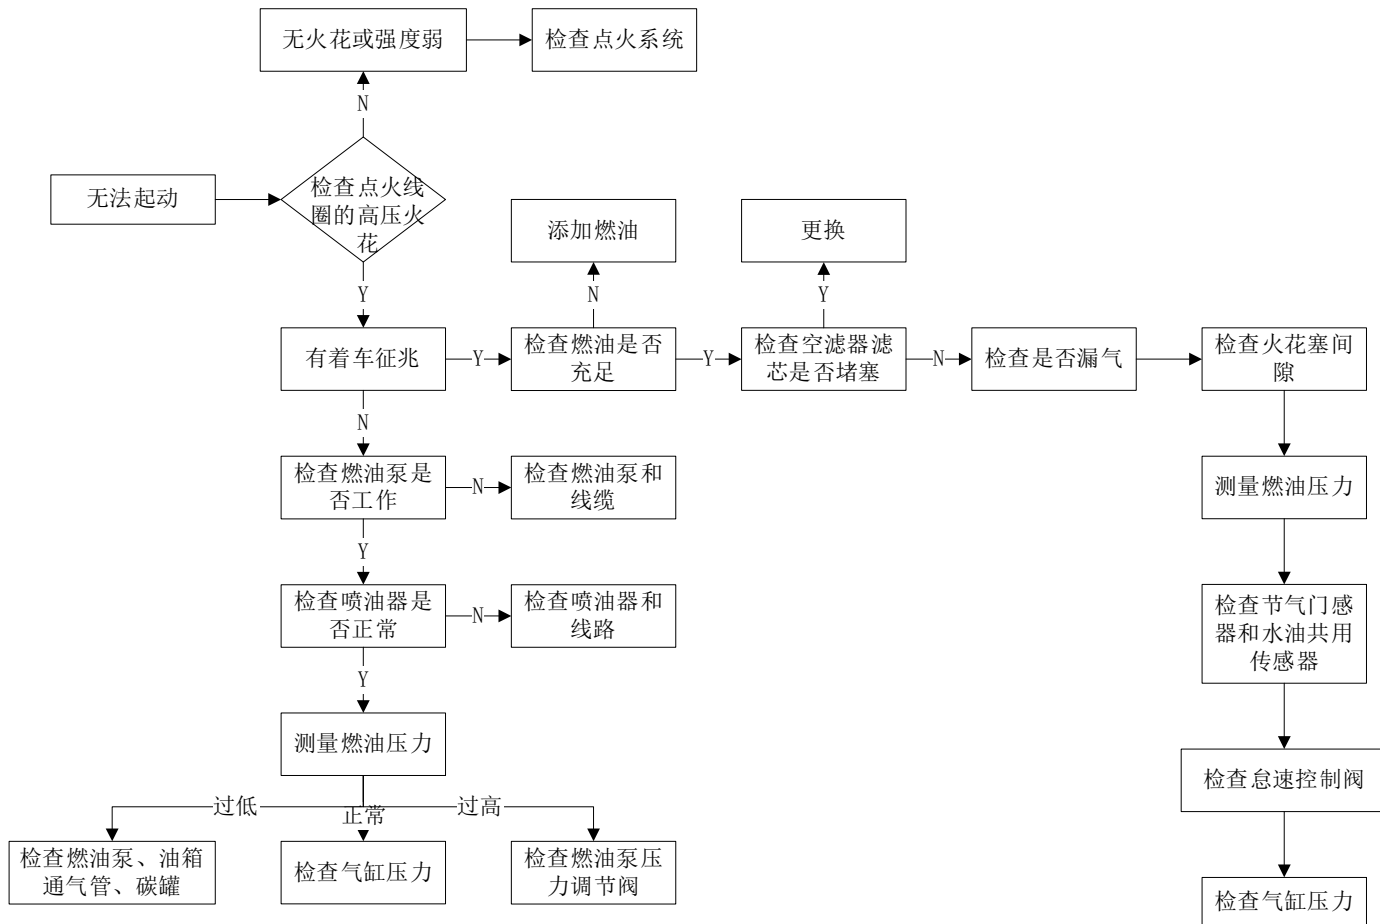 无火花或强度弱
检查点火系统
N
无法起动
检查点火线
圈的高压火
花
添加燃油
更换
Y
N
Y
有着车征兆
Y
检查燃油是否
充足
Y
检查空滤器滤
芯是否堵塞
N
检查是否漏气
检查火花塞间
隙
N
检查燃油泵是
否工作
N
检查燃油泵和
线缆
测量燃油压力
Y
检查喷油器是
否正常
N
检查喷油器和
线路
检查节气门感
器和水油共用
传感器
Y
测量燃油压力
检查怠速控制阀
过低
正常
过高
检查燃油泵、油箱
通气管、碳罐
检查气缸压力
检查燃油泵压
力调节阀
检查气缸压力